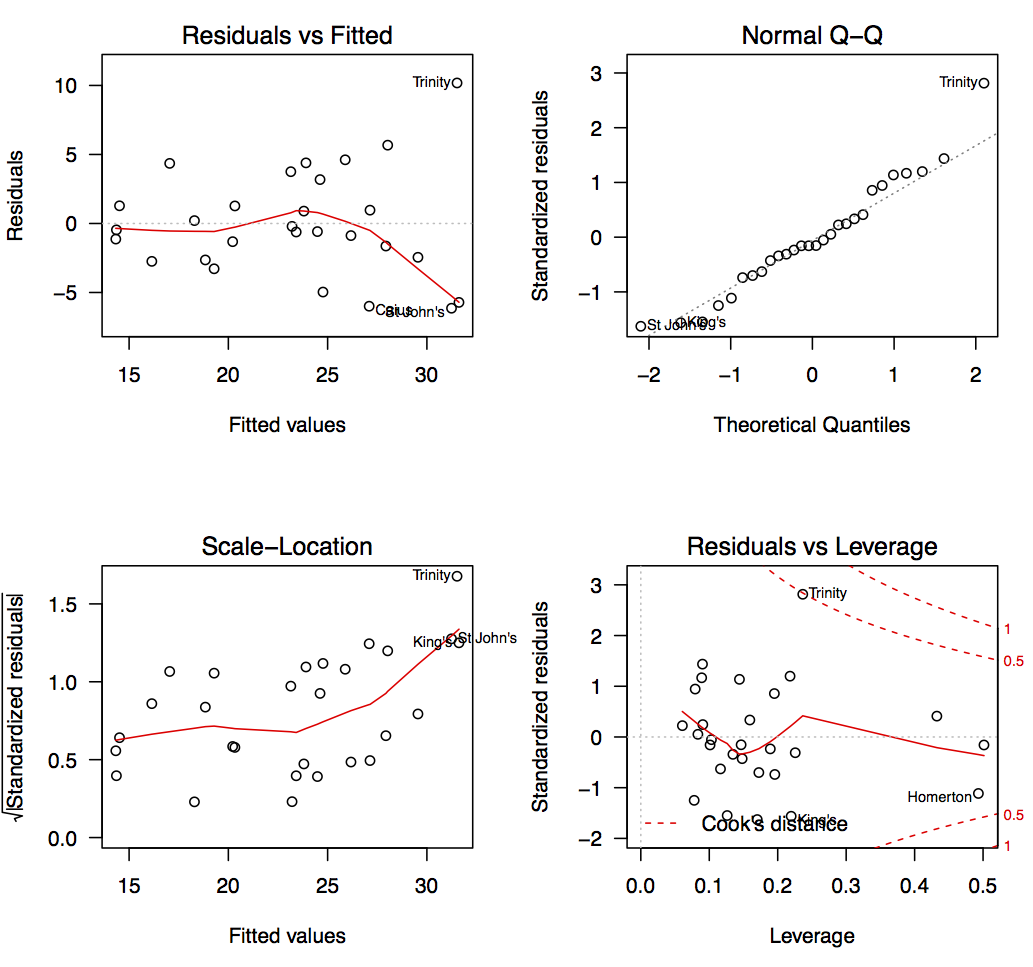 Residuals vs Fitted
Residuals
10
5
0
−5
Trinity
Caius
St John's
15 20 25 30
Fitted values
Normal Q−Q
Standardized residuals
3
2
1
0
−1
Trinity
St John's
King's
−2 −1 0 1 2
Theoretical Quantiles
Scale−Location
√|Standardized residuals|
1.5
1.0
0.5
0.0
Trinity
King's
St John's
15 20 25 30
Fitted values
Residuals vs Leverage
Standardized residuals
3
2
1
0
−1
−2
Trinity
1
0.5
Homerton
King's
Cook's distance
0.5
1
0.0 0.1 0.2 0.3 0.4 0.5
Leverage